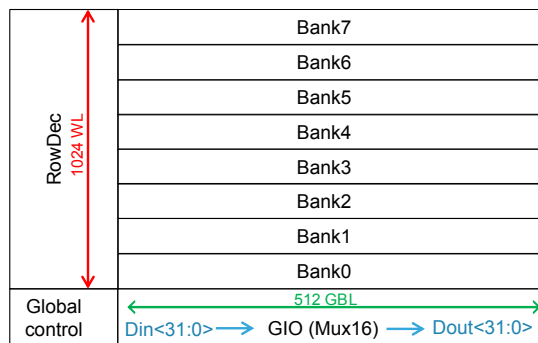 Bank7
Bank6
Bank5
Bank4
Bank3
Bank2
Bank1
Bank0
RowDec
1024 WL
512 GBL
Global
control
Din<31:0> GIO (Mux16) Dout<31:0>